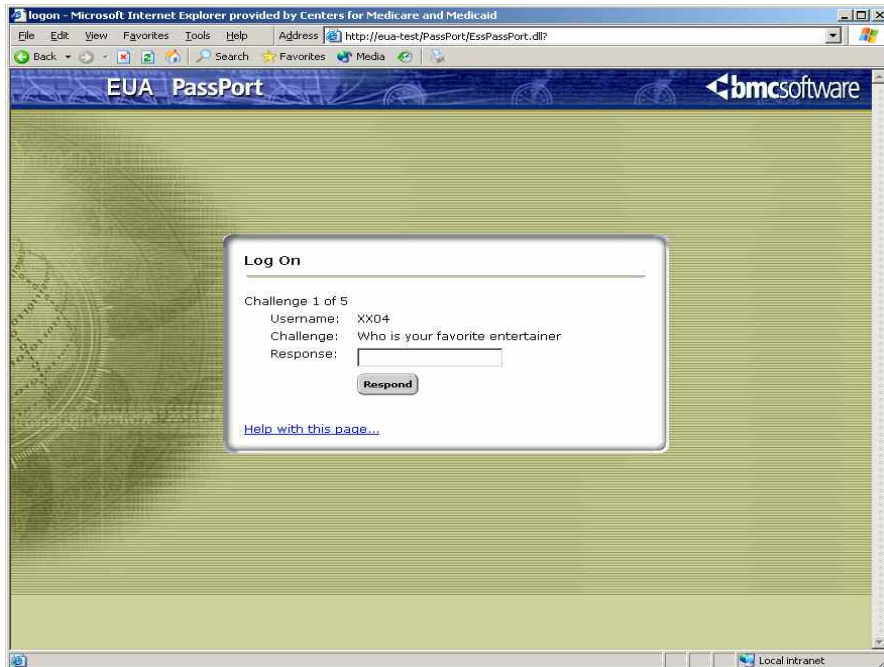 logon - Microsoft Internet Explorer provided by Centers for Medicare and Medicaid
File Edit View Favorites Tools Help Address http://eua-test/PassPort/EssPassPort.dll?
Back Search Favorites Media
EUA PassPort
bmcsoftware
Log On
Challenge 1 of 5
Username: XX04
Challenge: Who is your favorite entertainer
Response:
Respond
Help with this page...
Local intranet